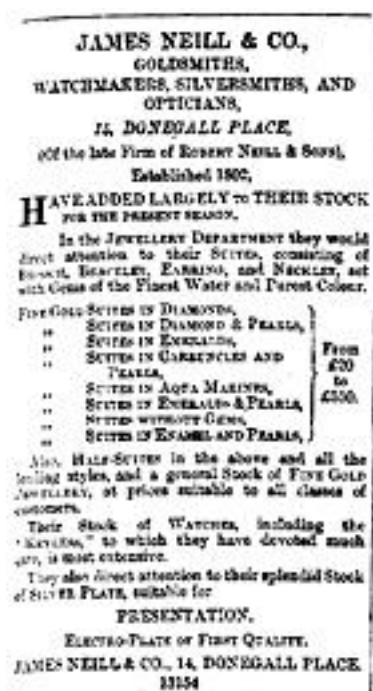 JAMES NEILL & CO.,
GOLDSMITHS,
WATCHMAKERS, SILVERSMITHS, AND
OPTICIANS,
DONEGALL PLACE,
(Of the late Firm of ROBERT NEILL & SONS),
Established
HAVE ADDED LARGELY TO THEIR STOCK
FOR THE PRESENT SEASON.
In the JEWELLERY DEPARTMENT they would
direct attention to their SUITES, consisting of
BRACELET, EARRING, and NECKLET, set
with Gems of the Finest Water and Purest Colour.
FINE GOLD SUITES IN DIAMONDS,
„ SUITES IN DIAMOND & PEARLS,
„ SUITES IN EMERALDS,
„ SUITES IN CARBUNCLES AND
PEARLS,
„ SUITES IN AQUA MARINES,
„ SUITES IN EMERALDS & PEARLS,
„ SUITES WITHOUT GEMS,
„ SUITES IN ENAMEL AND PEARLS,
From
£20
to
Also, HALF-SUITES in the above and all the
leading styles, and a general Stock of FINE GOLD
JEWELLERY, at prices suitable to all classes of
customers.
Their Stock of WATCHES, including the
"KEYLESS," to which they have devoted much
care, is most extensive.
They also direct attention to their splendid Stock
of SILVER PLATE, suitable for
PRESENTATION.
ELECTRO-PLATE OF FIRST QUALITY.
JAMES NEILL & CO., 14, DONEGALL PLACE.
13154